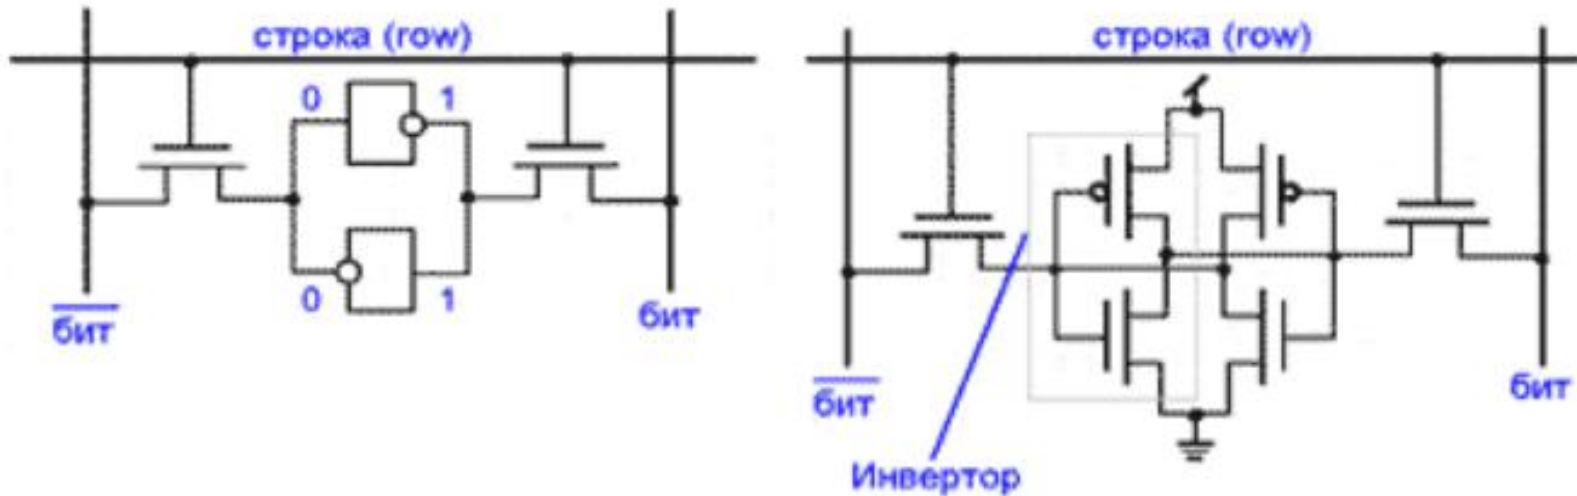 строка (row)
0 1
0 1
бит
бит
строка (row)
бит
бит
Инвертор